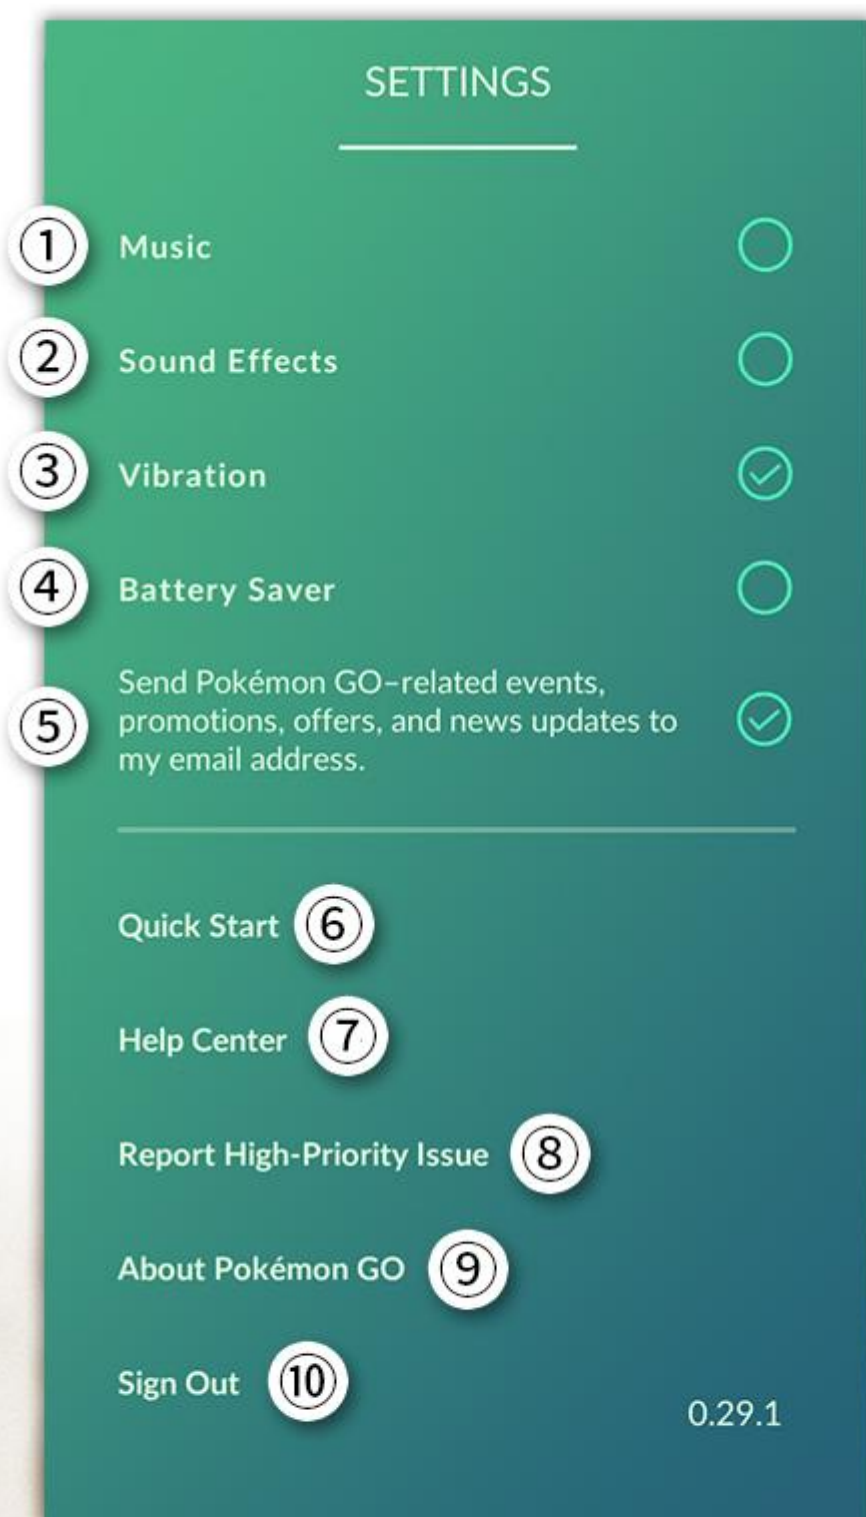 SETTINGS
① Music
② Sound Effects
③ Vibration
④ Battery Saver
Send Pokémon GO–related events,
⑤ promotions, offers, and news updates to
my email address.
Quick Start ⑥
Help Center ⑦
Report High-Priority Issue ⑧
About Pokémon GO ⑨
Sign Out ⑩
0.29.1